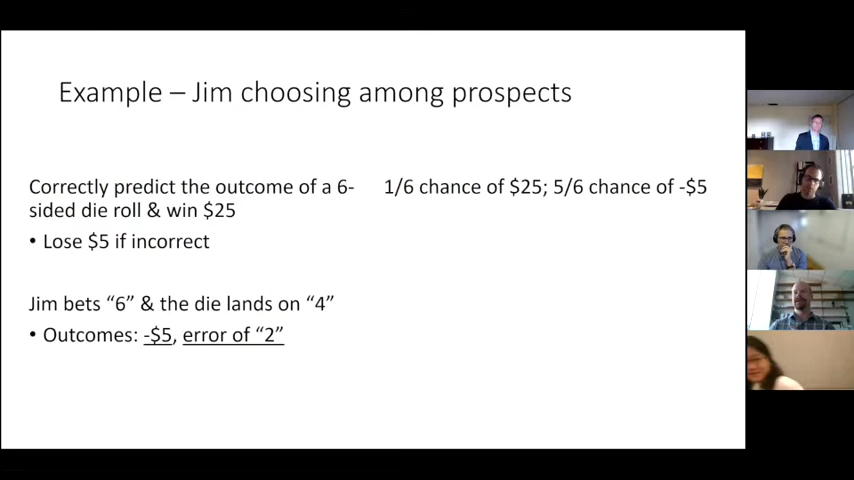 Example – Jim choosing among prospects
Correctly predict the outcome of a 6-
sided die roll & win $25
• Lose $5 if incorrect
Jim bets “6” & the die lands on “4”
• Outcomes: -$5, error of “2”
1/6 chance of $25; 5/6 chance of -$5